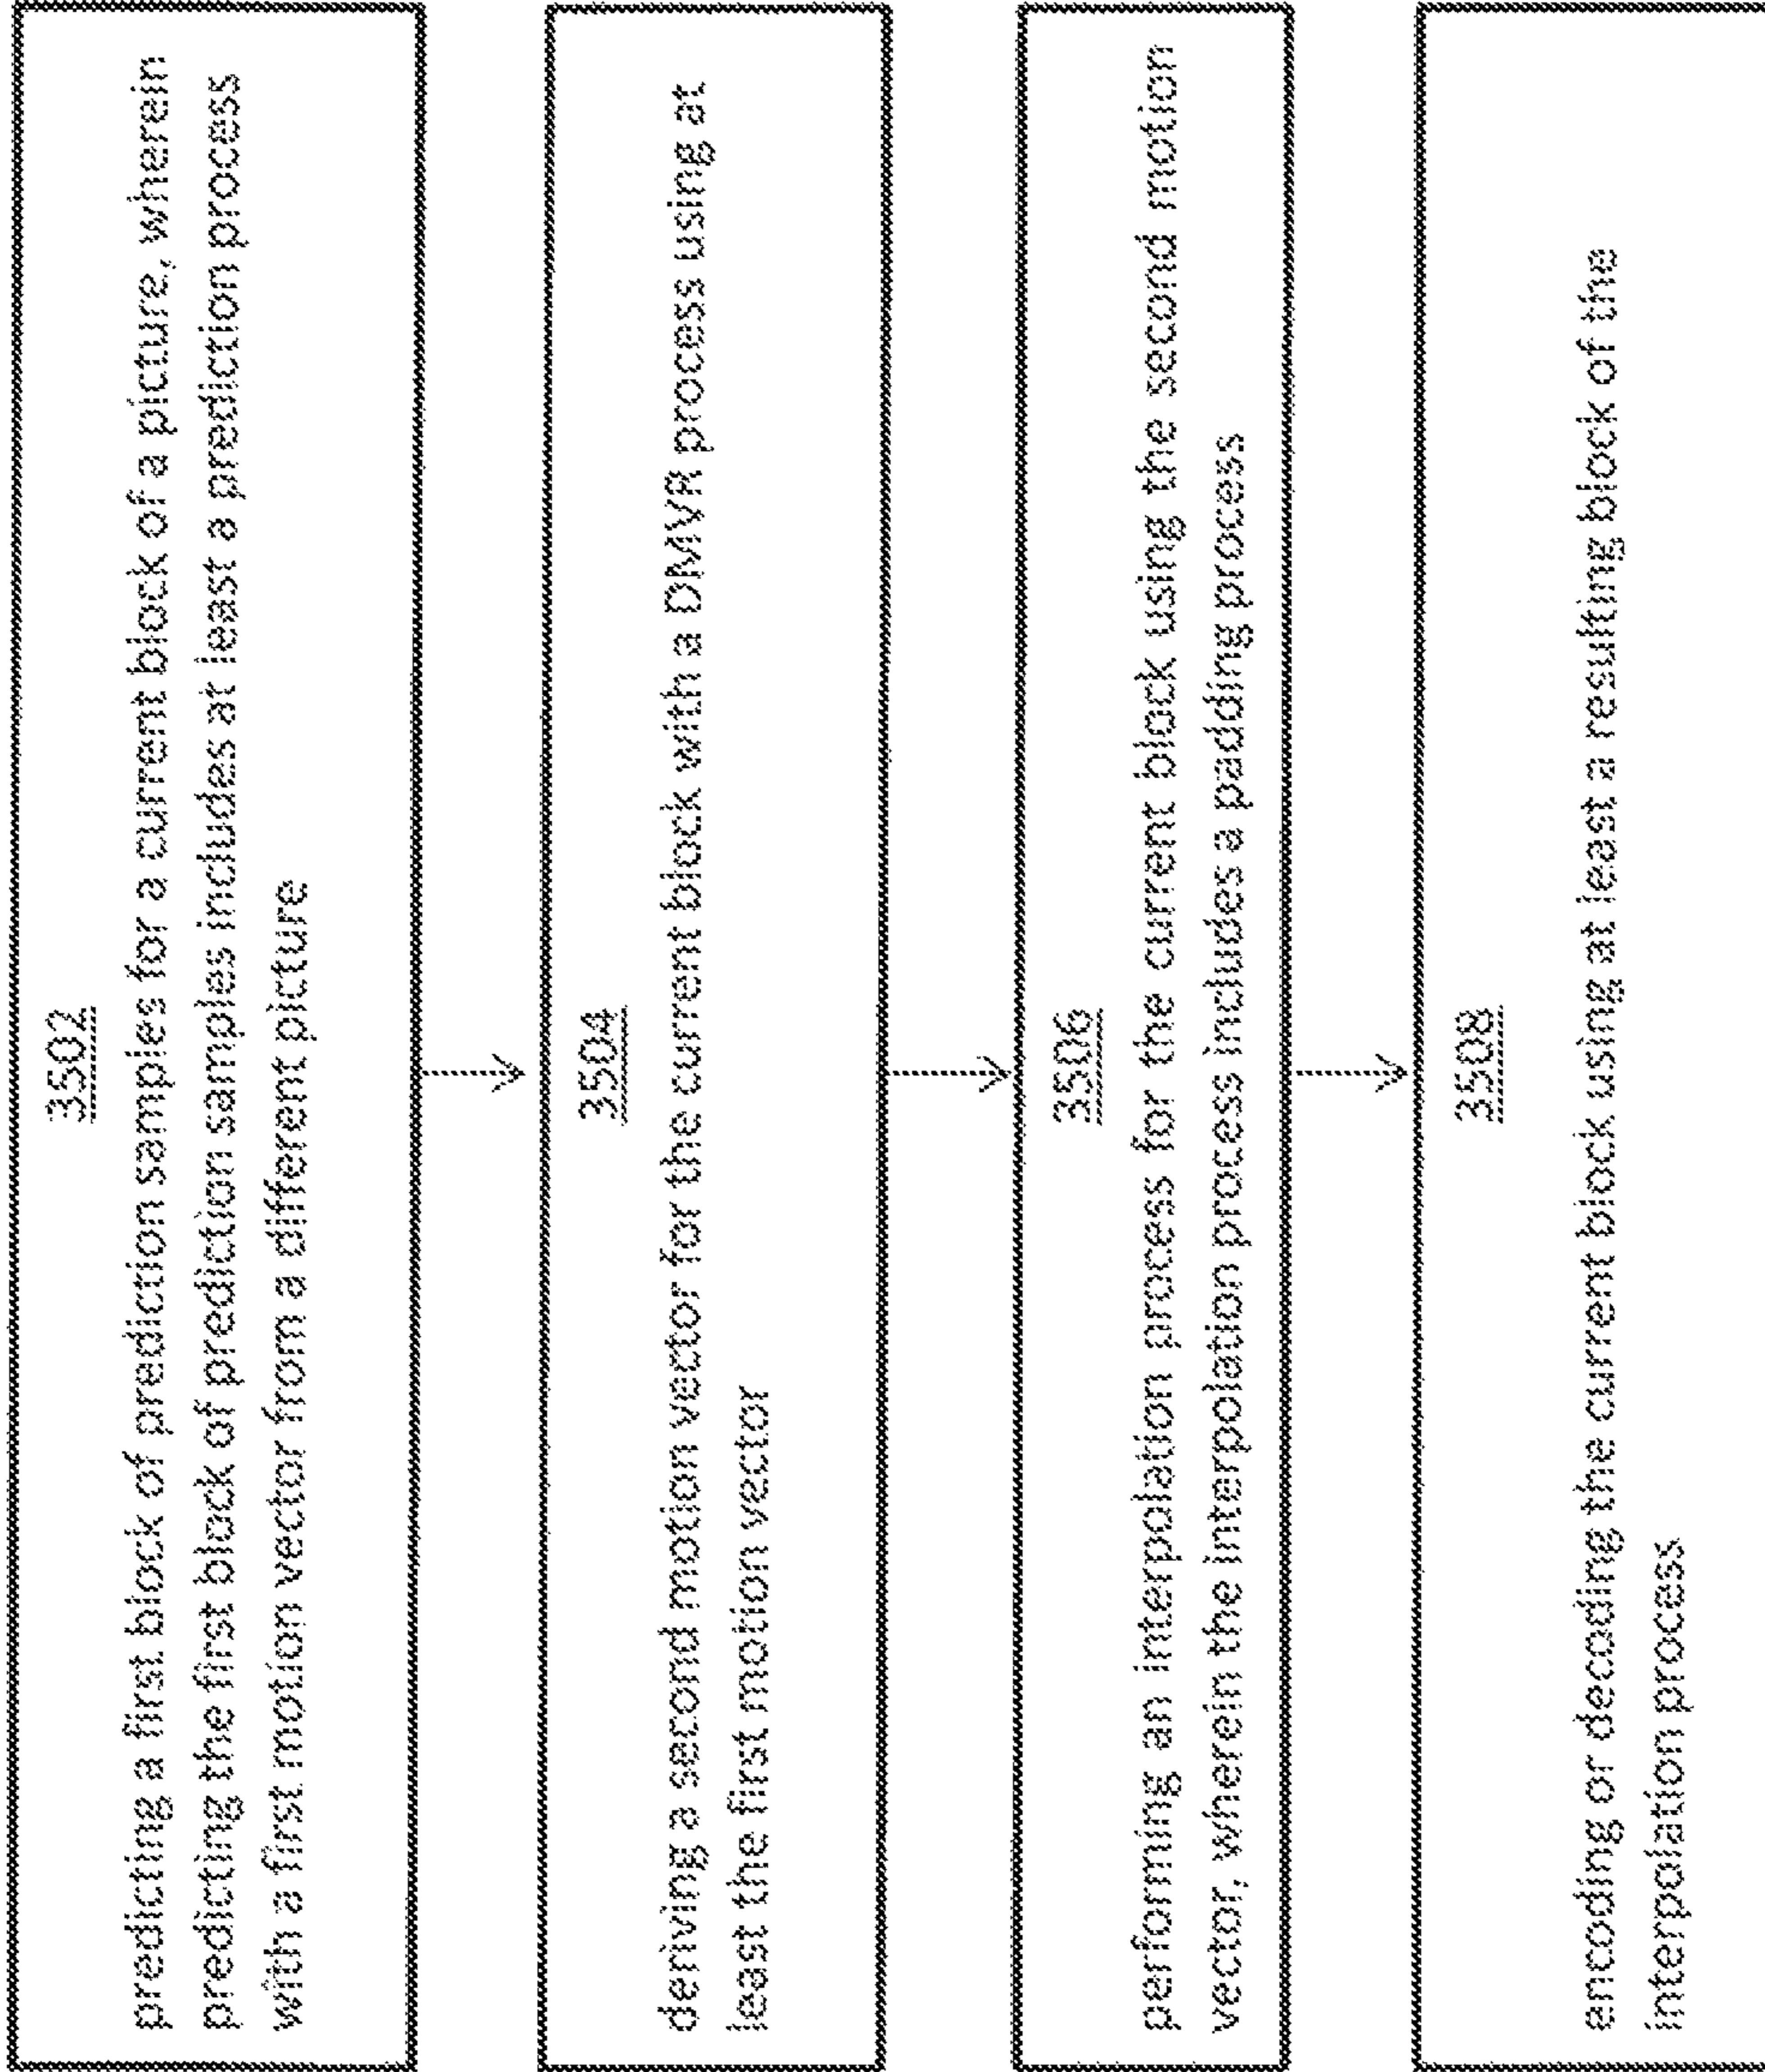 3502
predicting a first block of prediction samples for a current block of a picture, wherein
predicting the first block of prediction samples includes at least a prediction process
with a first motion vector from a different picture
3504
deriving a second motion vector for the current block with a DMVR process using at
least the first motion vector
3506
performing an interpolation process for the current block using the second motion
vector, wherein the interpolation process includes a padding process
3508
encoding or decoding the current block using at least a resulting block of the
interpolation process